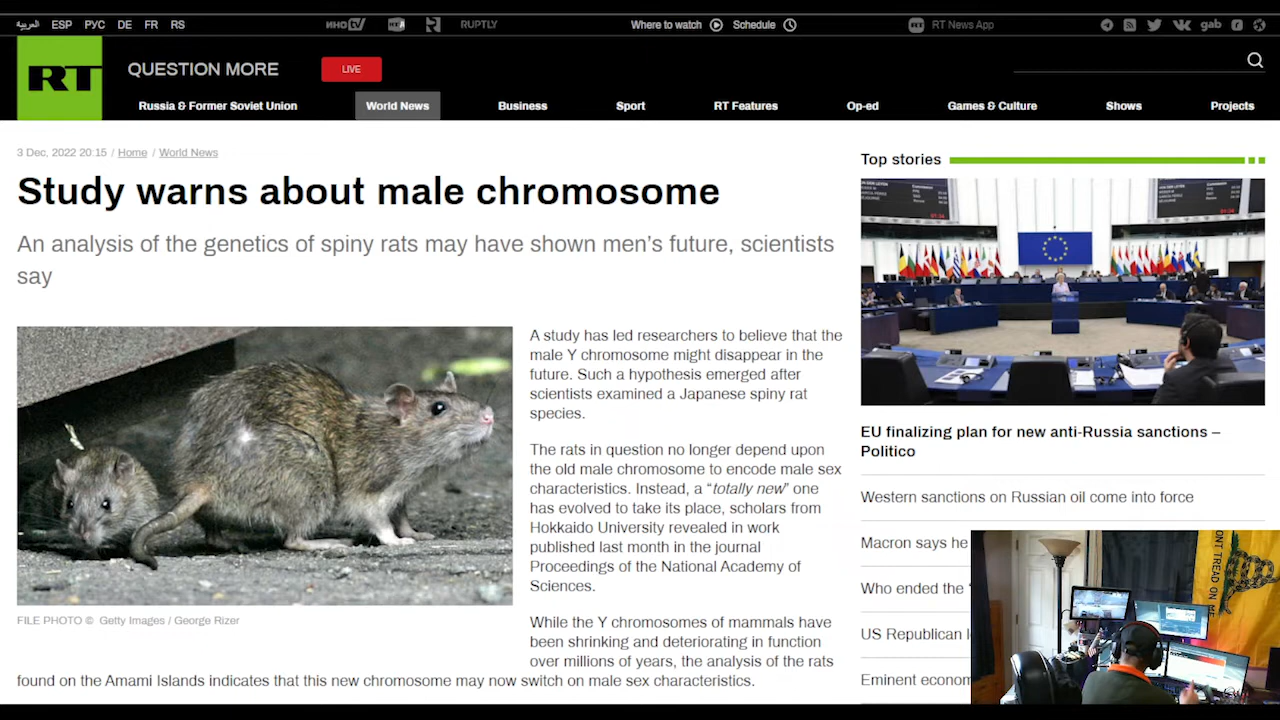 العربية ESP РУС DE FR RS ИНО TV RUPTLY Where to watch Schedule RT News App gab
RT QUESTION MORE LIVE
Russia & Former Soviet Union World News Business Sport RT Features Op-ed Games & Culture Shows Projects
3 Dec, 2022 20:15 / Home / World News
Study warns about male chromosome
An analysis of the genetics of spiny rats may have shown men's future, scientists
say
A study has led researchers to believe that the
male Y chromosome might disappear in the
future. Such a hypothesis emerged after
scientists examined a Japanese spiny rat
species.
The rats in question no longer depend upon
the old male chromosome to encode male sex
characteristics. Instead, a “totally new” one
has evolved to take its place, scholars from
Hokkaido University revealed in work
published last month in the journal
Proceedings of the National Academy of
Sciences.
FILE PHOTO © Getty Images / George Rizer
While the Y chromosomes of mammals have
been shrinking and deteriorating in function
over millions of years, the analysis of the rats
found on the Amami Islands indicates that this new chromosome may now switch on male sex characteristics.
Top stories
EU finalizing plan for new anti-Russia sanctions –
Politico
Western sanctions on Russian oil come into force
Macron says he
Who ended the
US Republican
Eminent econom
ONT TREAD ON ME